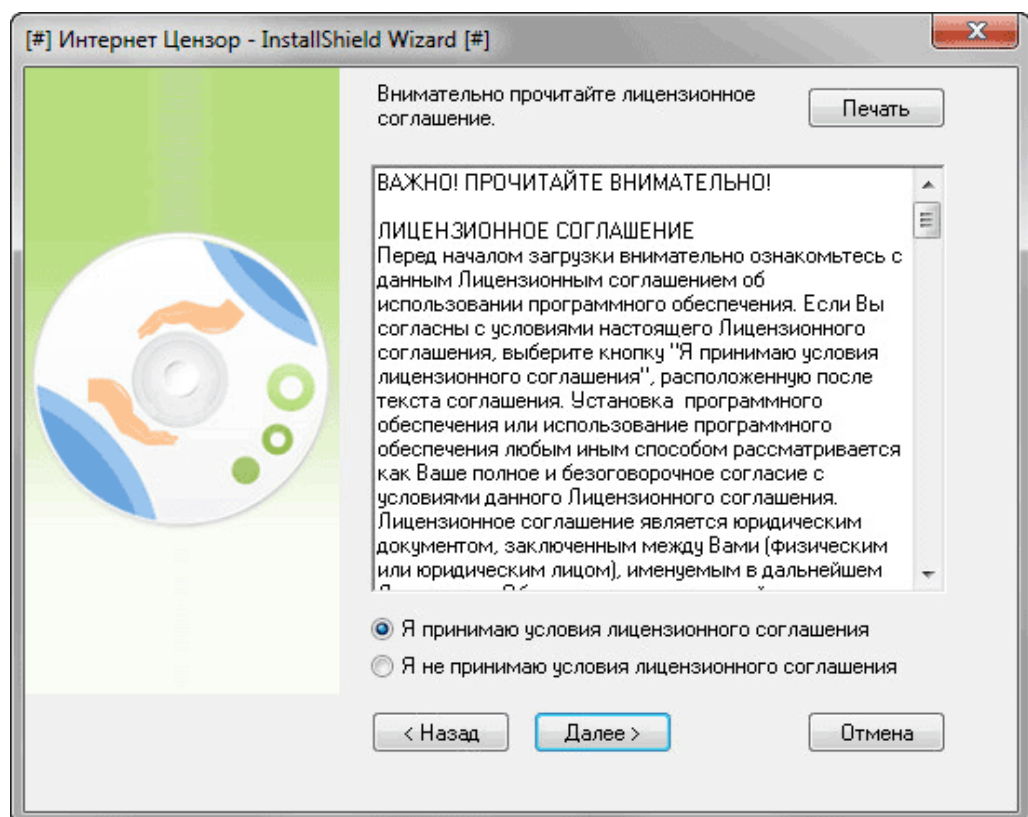 [#] Интернет Цензор - InstallShield Wizard [#]
Внимательно прочитайте лицензионное
соглашение.
Печать
ВАЖНО! ПРОЧИТАЙТЕ ВНИМАТЕЛЬНО!
ЛИЦЕНЗИОННОЕ СОГЛАШЕНИЕ
Перед началом загрузки внимательно ознакомьтесь с
данным Лицензионным соглашением об
использовании программного обеспечения. Если Вы
согласны с условиями настоящего Лицензионного
соглашения, выберите кнопку "Я принимаю условия
лицензионного соглашения", расположенную после
текста соглашения. Установка  программного
обеспечения или использование программного
обеспечения любым иным способом рассматривается
как Ваше полное и безоговорочное согласие с
условиями данного Лицензионного соглашения.
Лицензионное соглашение является юридическим
документом, заключенным между Вами (физическим
или юридическим лицом), именуемым в дальнейшем
Я принимаю условия лицензионного соглашения
Я не принимаю условия лицензионного соглашения
< Назад
Далее >
Отмена